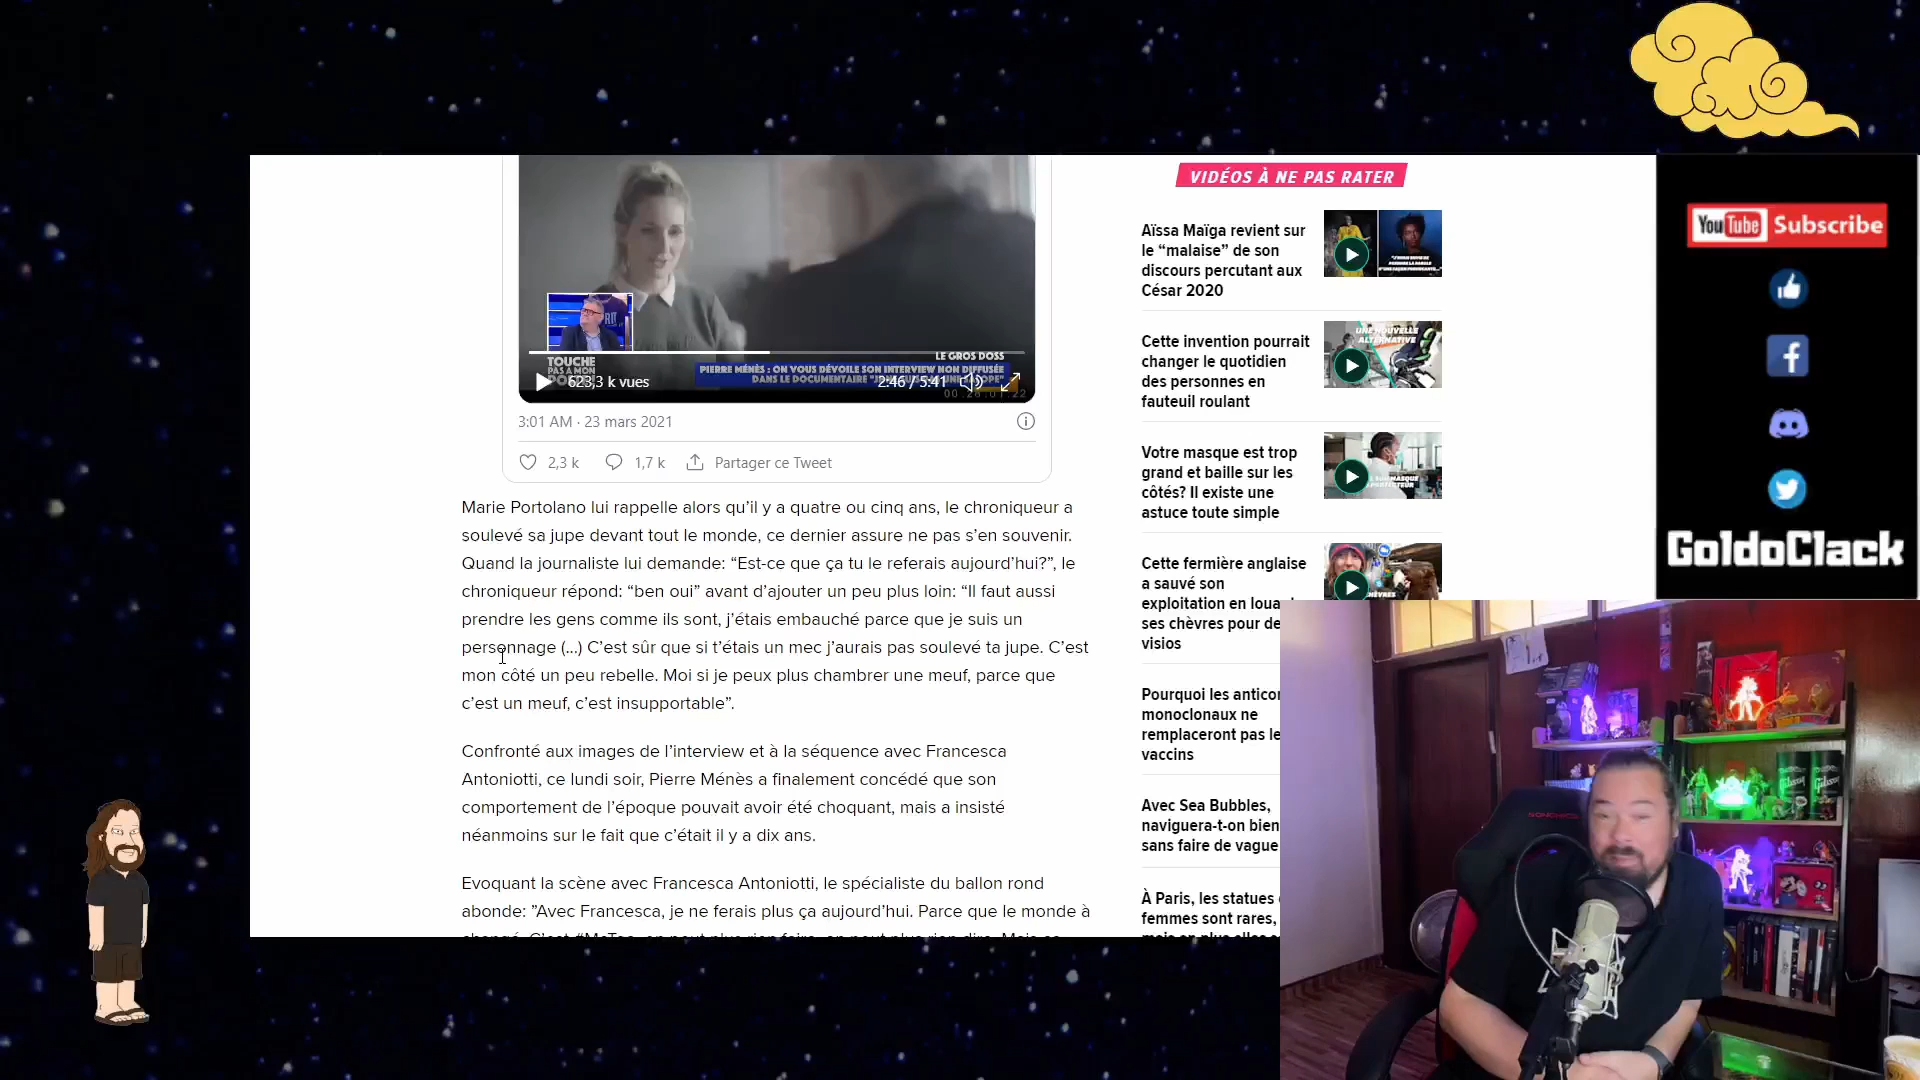 TOUCHE
PAS À MON
POSTE
LE GROS DOSS
PIERRE MÉNÈS : ON VOUS DÉVOILE SON INTERVIEW NON DIFFUSÉE
DANS LE DOCUMENTAIRE
623,3 k vues
2:46 / 5:41
3:01 AM · 23 mars 2021
2,3 k 1,7 k Partager ce Tweet
Marie Portolano lui rappelle alors qu’il y a quatre ou cinq ans, le chroniqueur a
soulevé sa jupe devant tout le monde, ce dernier assure ne pas s’en souvenir.
Quand la journaliste lui demande: “Est-ce que ça tu le referais aujourd’hui?”, le
chroniqueur répond: “ben oui” avant d’ajouter un peu plus loin: “Il faut aussi
prendre les gens comme ils sont, j’étais embauché parce que je suis un
personnage (...) C’est sûr que si t’étais un mec j’aurais pas soulevé ta jupe. C’est
mon côté un peu rebelle. Moi si je peux plus chambrer une meuf, parce que
c’est un meuf, c’est insupportable”.
Confronté aux images de l’interview et à la séquence avec Francesca
Antoniotti, ce lundi soir, Pierre Ménès a finalement concédé que son
comportement de l’époque pouvait avoir été choquant, mais a insisté
néanmoins sur le fait que c’était il y a dix ans.
Evoquant la scène avec Francesca Antoniotti, le spécialiste du ballon rond
abonde: ”Avec Francesca, je ne ferais plus ça aujourd’hui. Parce que le monde à
VIDÉOS À NE PAS RATER
Aïssa Maïga revient sur
le “malaise” de son
discours percutant aux
César 2020
Cette invention pourrait
changer le quotidien
des personnes en
fauteuil roulant
UNE NOUVELLE
ALTERNATIVE
Votre masque est trop
grand et baille sur les
côtés? Il existe une
astuce toute simple
Cette fermière anglaise
a sauvé son
exploitation en loua
ses chèvres pour de
visios
Pourquoi les antico
monoclonaux ne
remplaceront pas le
vaccins
Avec Sea Bubbles,
naviguera-t-on bien
sans faire de vague
À Paris, les statues
femmes sont rares,
YouTube Subscribe
GoldoClack